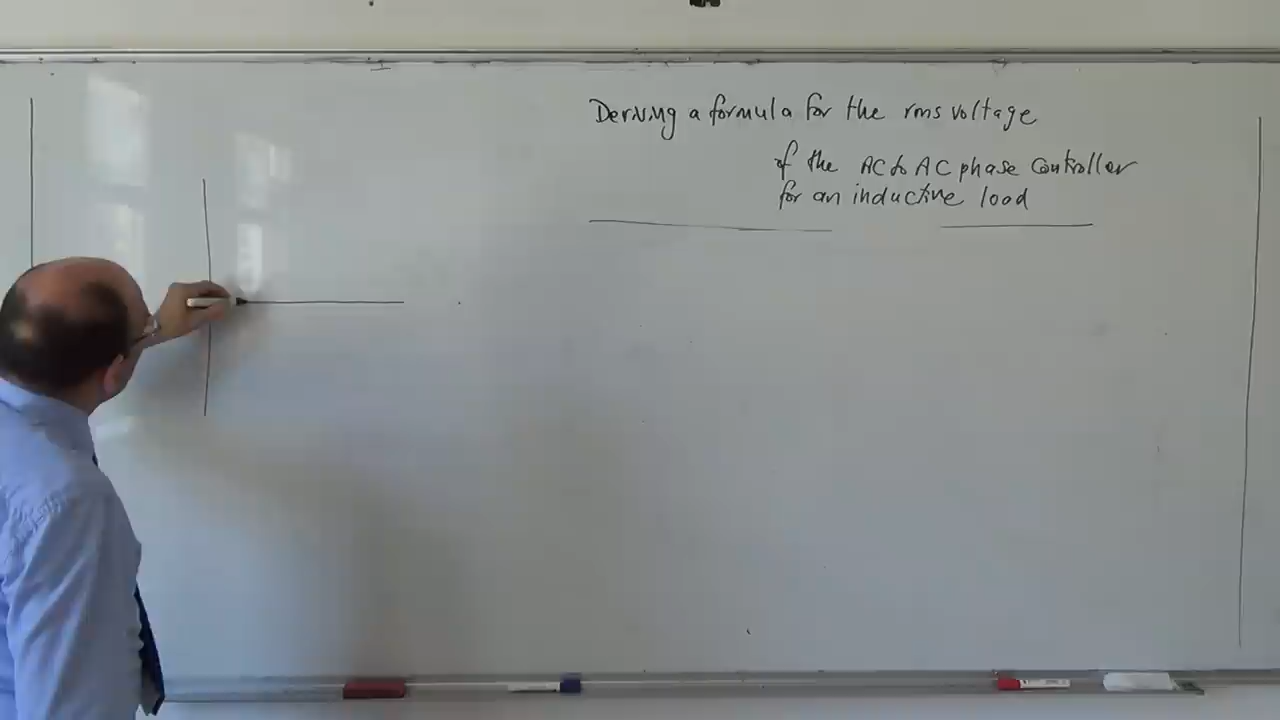 Deriving a formula for the rms voltage
of the AC to AC phase Controller
for an inductive load